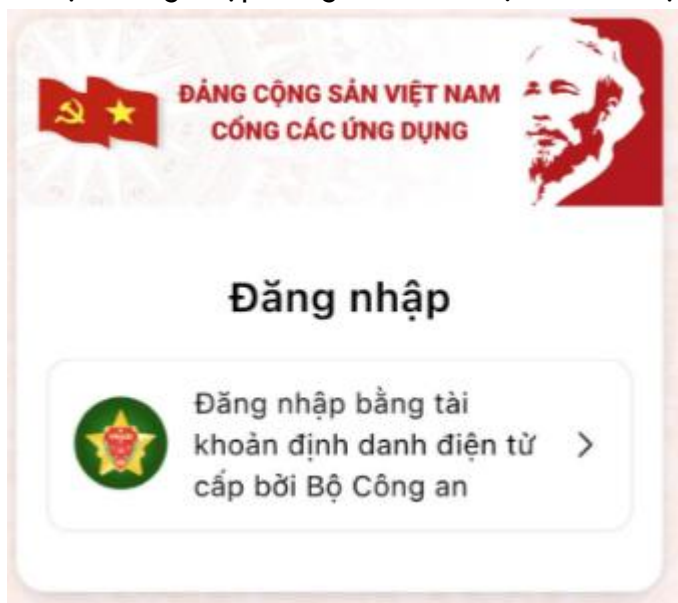 ĐẢNG CỘNG SẢN VIỆT NAM
CỔNG CÁC ỨNG DỤNG
Đăng nhập
Đăng nhập bằng tài
khoản định danh điện tử
cấp bởi Bộ Công an